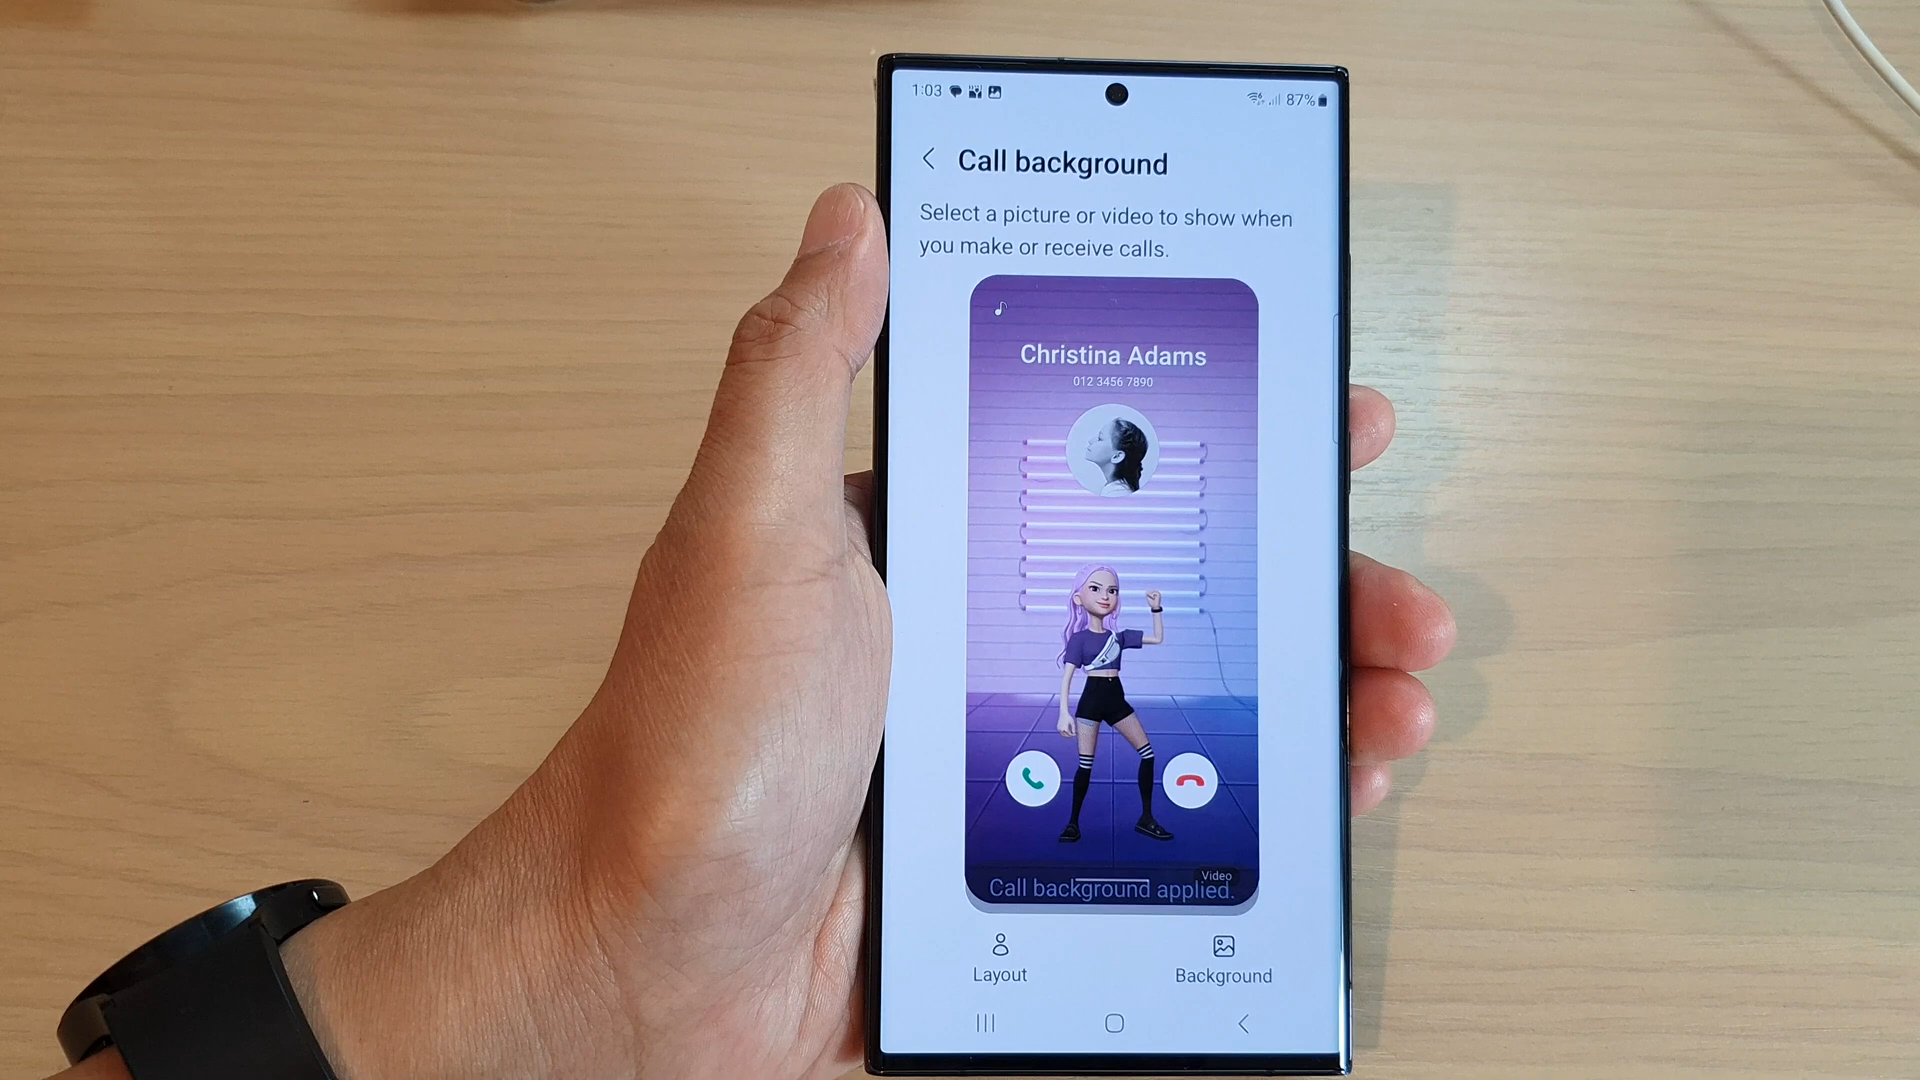 1:03
87%
Call background
Select a picture or video to show when
you make or receive calls.
Christina Adams
012 3456 7890
Video
Call background applied.
Layout
Background